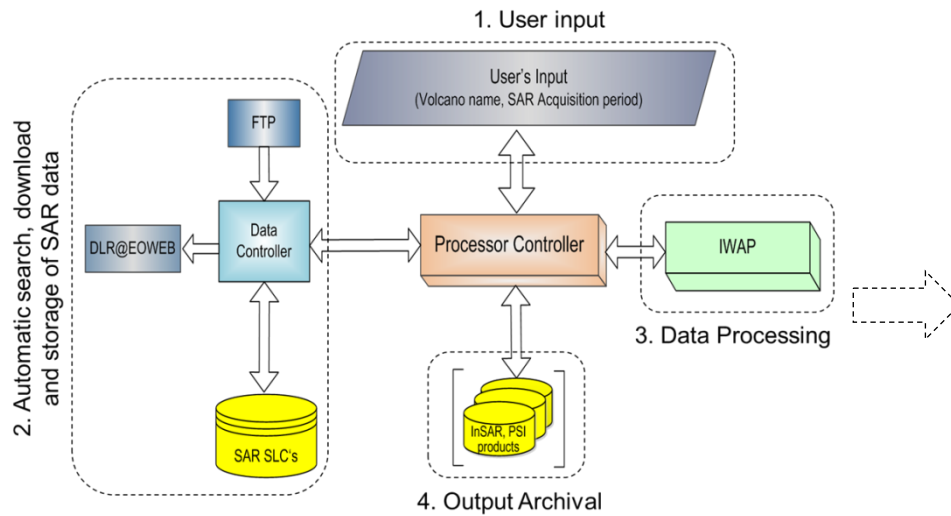 1. User input
User's Input
(Volcano name, SAR Acquisition period)
2. Automatic search, download
and storage of SAR data
FTP
DLR@EOWEB
Data
Controller
SAR SLC's
Processor Controller
IWAP
3. Data Processing
InSAR, PSI
products
4. Output Archival